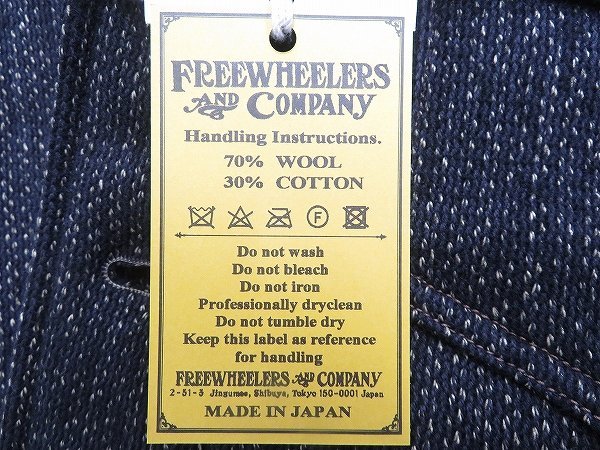 FREEWHEELERS
AND COMPANY
Handling Instructions.
70% WOOL
30% COTTON
F
Do not wash
Do not bleach
Do not iron
Professionally dryclean
Do not tumble dry
Keep this label as reference
for handling
FREEWHEELERS AND COMPANY
2-51-3 Jingumae, Shibuya, Tokyo 150-0001 Japan
MADE IN JAPAN